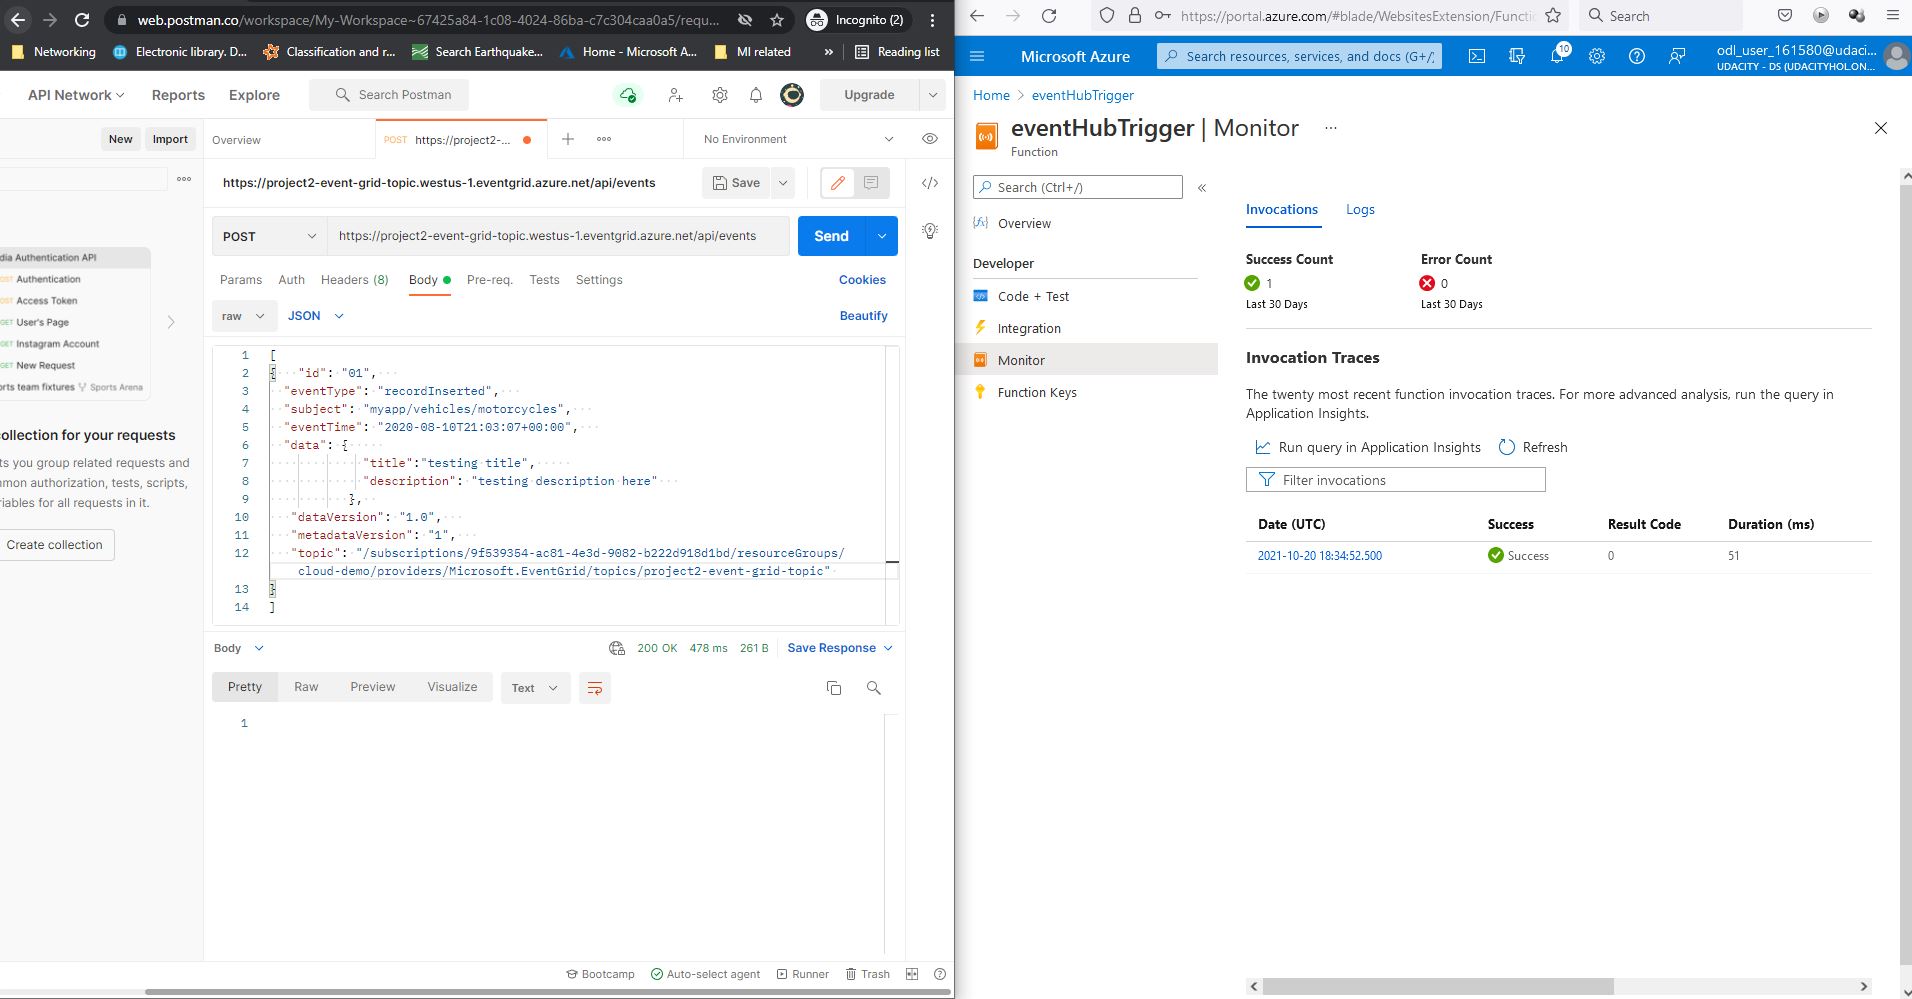 web.postman.co/workspace/My-Workspace~67425a84-1c08-4024-86ba-c7c304caa0a5/requ...
Incognito (2)
Networking
Electronic library. D...
Classification and r...
Search Earthquake...
Home - Microsoft A...
MI related
»
Reading list
API Network
Reports
Explore
Search Postman
Upgrade
New
Import
Overview
POST https://project2-...
No Environment
https://project2-event-grid-topic.westus-1.eventgrid.azure.net/api/events
Save
POST
https://project2-event-grid-topic.westus-1.eventgrid.azure.net/api/events
Send
Params
Auth
Headers (8)
Body
Pre-req.
Tests
Settings
Cookies
raw
JSON
Beautify
dia Authentication API
OST Authentication
OST Access Token
GET User's Page
GET Instagram Account
GET New Request
orts team fixtures Sports Arena
ollection for your requests
ts you group related requests and
mmon authorization, tests, scripts,
riables for all requests in it.
Create collection
1 [
2 { "id": "01",
3 "eventType": "recordInserted",
4 "subject": "myapp/vehicles/motorcycles",
5 "eventTime": "2020-08-10T21:03:07+00:00",
6 "data": {
7 "title":"testing title",
8 "description": "testing description here"
9 },
10 "dataVersion": "1.0",
11 "metadataVersion": "1",
12 "topic": "/subscriptions/9f539354-ac81-4e3d-9082-b222d918d1bd/resourceGroups/
cloud-demo/providers/Microsoft.EventGrid/topics/project2-event-grid-topic"
13 }
14 ]
Body
200 OK 478 ms 261 B
Save Response
Pretty
Raw
Preview
Visualize
Text
1
Bootcamp
Auto-select agent
Runner
Trash
https://portal.azure.com/#blade/WebsitesExtension/Functi
Search
Microsoft Azure
Search resources, services, and docs (G+/)
10
odl_user_161580@udaci...
UDACITY - DS (UDACITYHOL.ON...
Home > eventHubTrigger
eventHubTrigger | Monitor ...
Function
Search (Ctrl+/)
«
Overview
Developer
Code + Test
Integration
Monitor
Function Keys
Invocations
Logs
Success Count
1
Last 30 Days
Error Count
0
Last 30 Days
Invocation Traces
The twenty most recent function invocation traces. For more advanced analysis, run the query in
Application Insights.
Run query in Application Insights
Refresh
Filter invocations
Date (UTC)
Success
Result Code
Duration (ms)
2021-10-20 18:34:52.500
Success
0
51